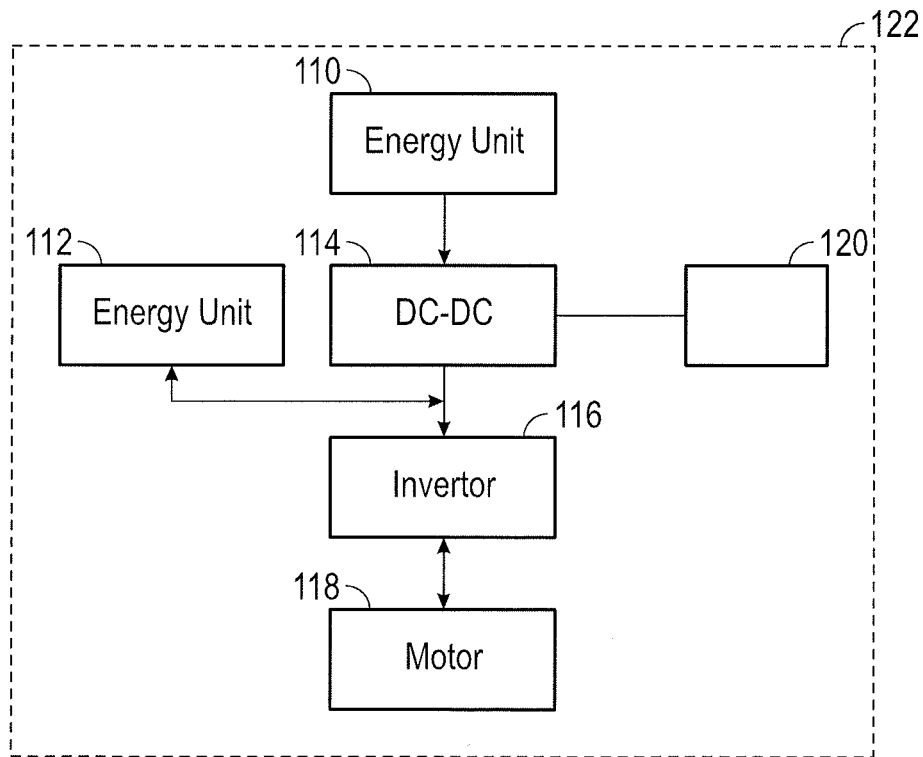 122
110
Energy Unit
112
114
120
Energy Unit
DC-DC
116
Invertor
118
Motor